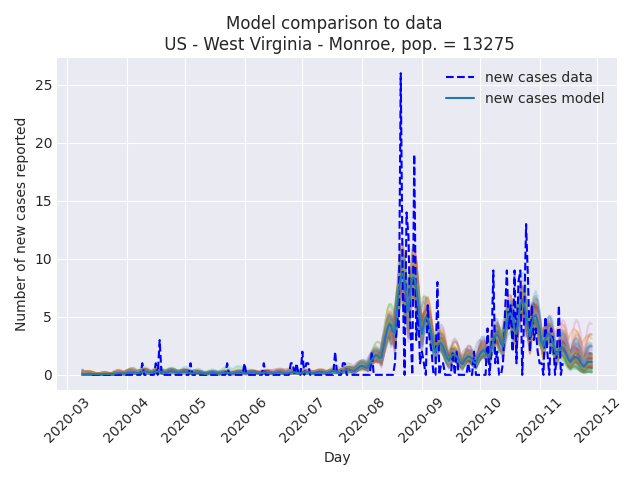 Model comparison to data
US - West Virginia - Monroe, pop. = 13275
new cases data
new cases model
Number of new cases reported
25
20
15
10
5
0
2020-03
2020-04
2020-05
2020-06
2020-07
2020-08
2020-09
2020-10
2020-11
2020-12
Day